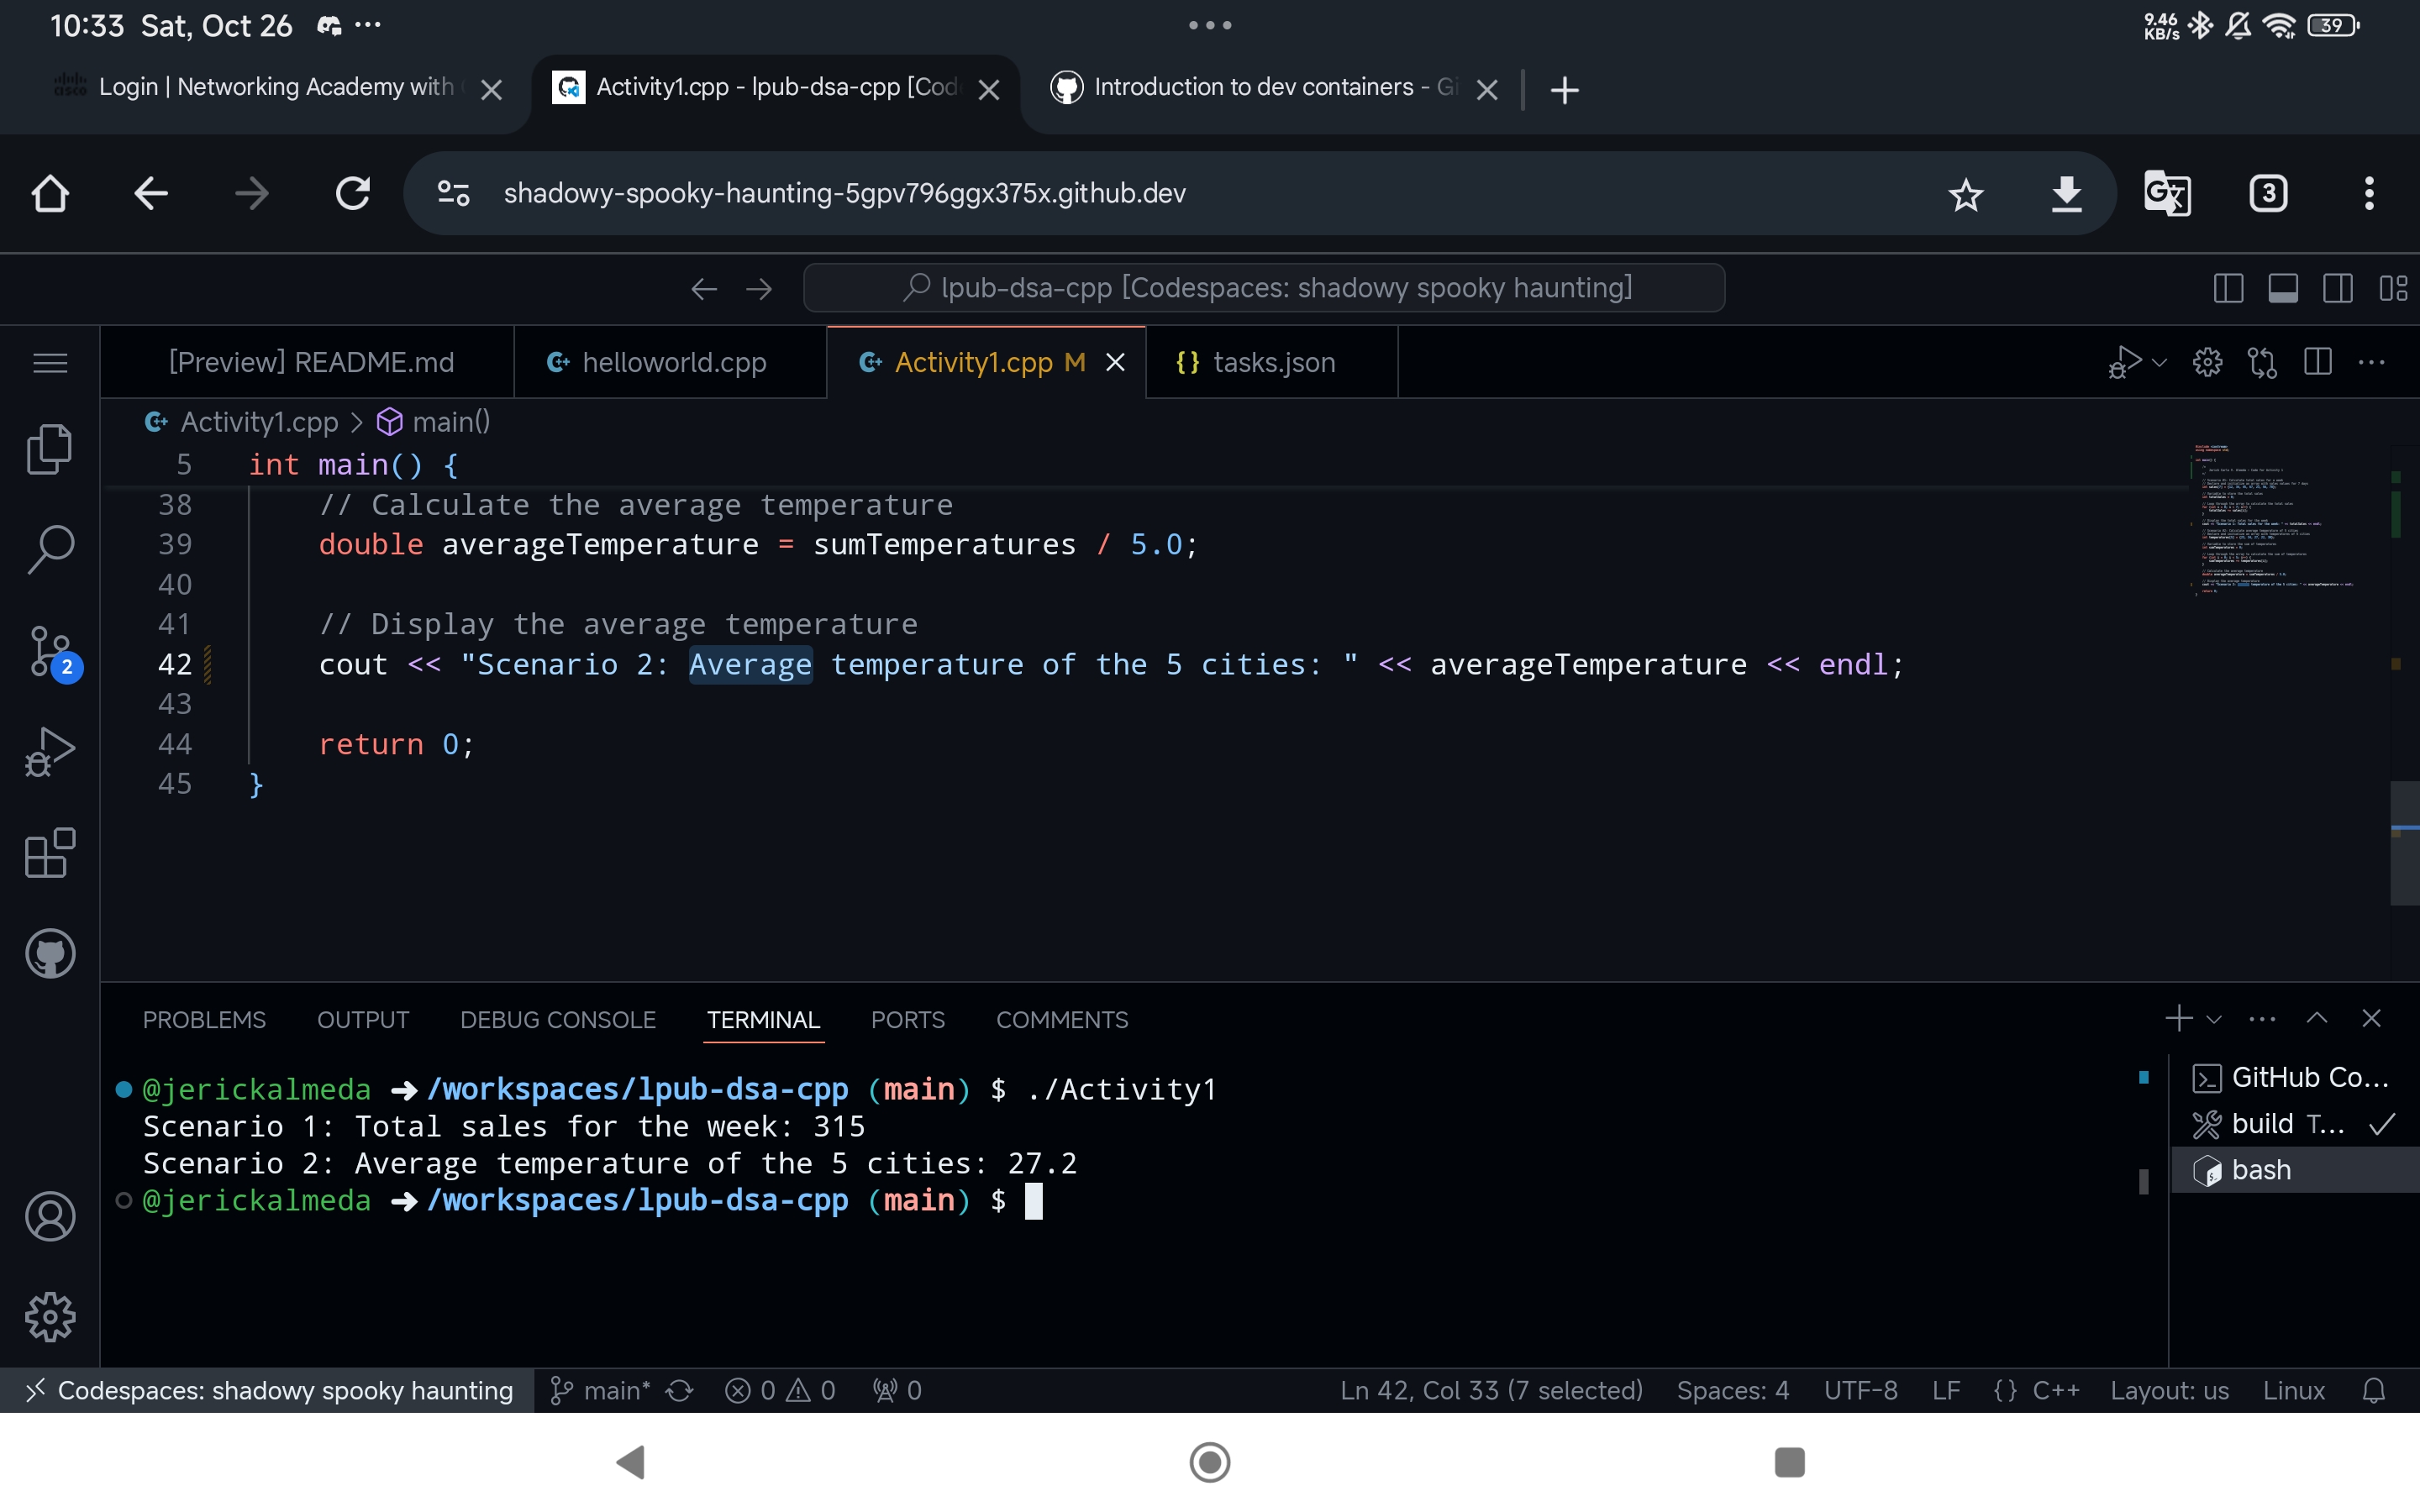 10:33 Sat, Oct 26
9.46 KB/s
39
Login | Networking Academy with
Activity1.cpp - lpub-dsa-cpp [Cod
Introduction to dev containers - Gi
shadowy-spooky-haunting-5gpv796ggx375x.github.dev
3
lpub-dsa-cpp [Codespaces: shadowy spooky haunting]
[Preview] README.md
helloworld.cpp
Activity1.cpp M
{} tasks.json
Activity1.cpp > main()
5 int main() {
38 // Calculate the average temperature
39 double averageTemperature = sumTemperatures / 5.0;
40
41 // Display the average temperature
42 cout << "Scenario 2: Average temperature of the 5 cities: " << averageTemperature << endl;
43
44 return 0;
45 }
2
PROBLEMS OUTPUT DEBUG CONSOLE TERMINAL PORTS COMMENTS
@jerickalmeda ➜ /workspaces/lpub-dsa-cpp (main) $ ./Activity1
Scenario 1: Total sales for the week: 315
Scenario 2: Average temperature of the 5 cities: 27.2
@jerickalmeda ➜ /workspaces/lpub-dsa-cpp (main) $
GitHub Co...
build T...
bash
Codespaces: shadowy spooky haunting main* 0 0 0 Ln 42, Col 33 (7 selected) Spaces: 4 UTF-8 LF {} C++ Layout: us Linux